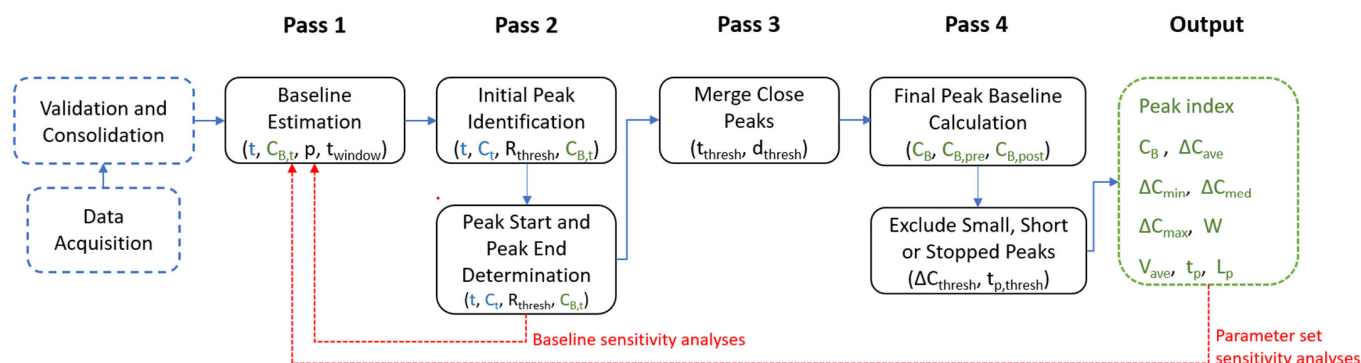 Pass 1
Pass 2
Pass 3
Pass 4
Output
Validation and
Consolidation
Data
Acquisition
Baseline
Estimation
(t, C_B,t, p, t_window)
Initial Peak
Identification
(t, C_t, R_thresh, C_B,t)
Peak Start and
Peak End
Determination
(t, C_t, R_thresh, C_B,t)
Merge Close
Peaks
(t_thresh, d_thresh)
Final Peak Baseline
Calculation
(C_B, C_B,pre, C_B,post)
Exclude Small, Short
or Stopped Peaks
(ΔC_thresh, t_p,thresh)
Peak index
C_B , ΔC_ave
ΔC_min, ΔC_med
ΔC_max, W
V_ave, t_p, L_p
Baseline sensitivity analyses
Parameter set
sensitivity analyses